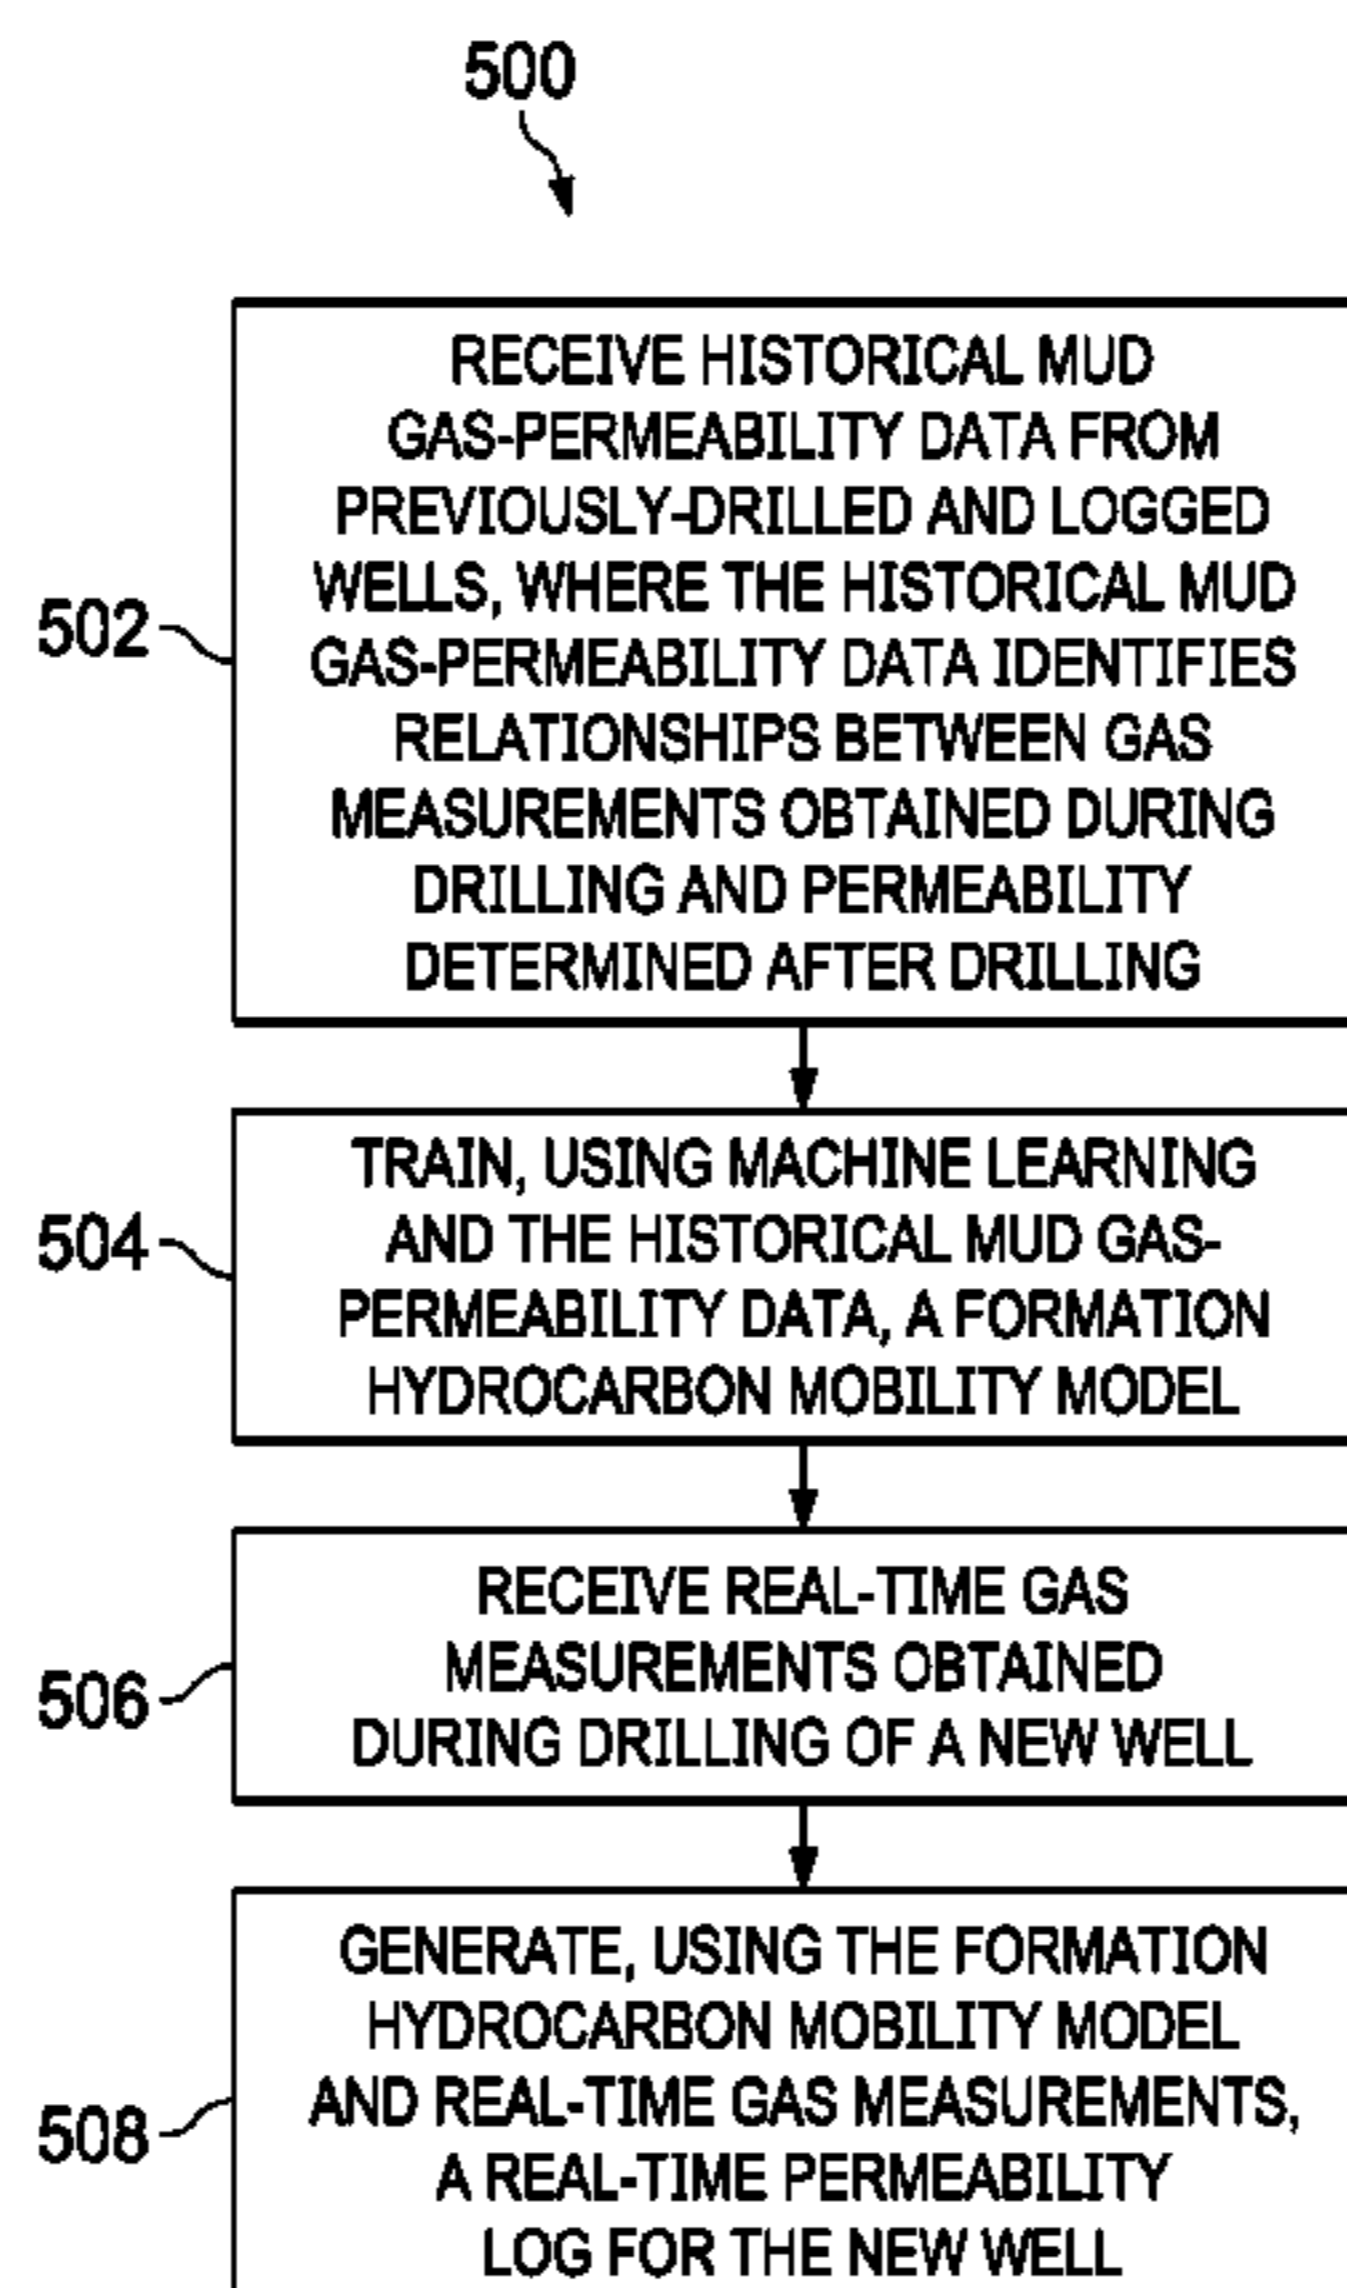 500
502
RECEIVE HISTORICAL MUD
GAS-PERMEABILITY DATA FROM
PREVIOUSLY-DRILLED AND LOGGED
WELLS, WHERE THE HISTORICAL MUD
GAS-PERMEABILITY DATA IDENTIFIES
RELATIONSHIPS BETWEEN GAS
MEASUREMENTS OBTAINED DURING
DRILLING AND PERMEABILITY
DETERMINED AFTER DRILLING
504
TRAIN, USING MACHINE LEARNING
AND THE HISTORICAL MUD GAS-
PERMEABILITY DATA, A FORMATION
HYDROCARBON MOBILITY MODEL
506
RECEIVE REAL-TIME GAS
MEASUREMENTS OBTAINED
DURING DRILLING OF A NEW WELL
508
GENERATE, USING THE FORMATION
HYDROCARBON MOBILITY MODEL
AND REAL-TIME GAS MEASUREMENTS,
A REAL-TIME PERMEABILITY
LOG FOR THE NEW WELL